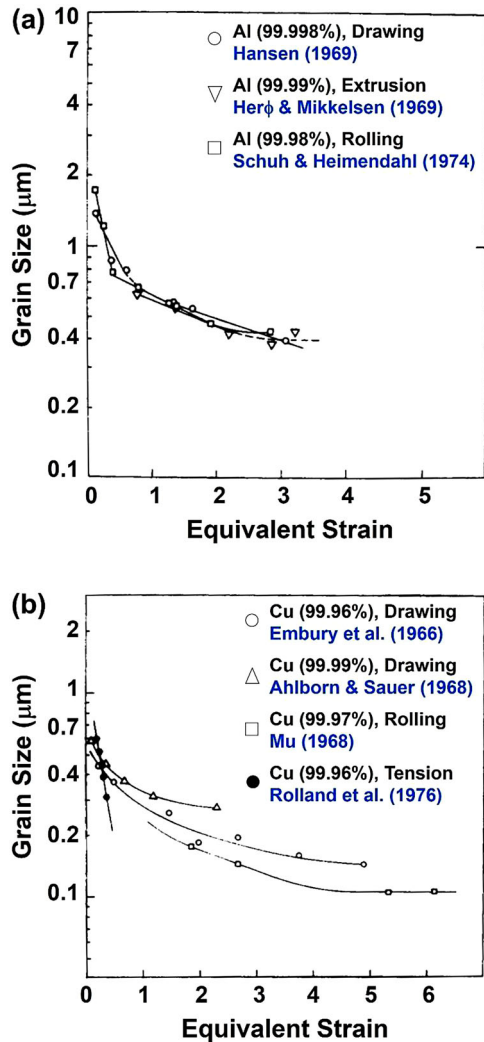 (a)
10
4
2
1
0.7
0.4
0.2
0.1
Grain Size (μm)
Al (99.998%), Drawing
Hansen (1969)
Al (99.99%), Extrusion
Herϕ & Mikkelsen (1969)
Al (99.98%), Rolling
Schuh & Heimendahl (1974)
0 1 2 3 4 5
Equivalent Strain
(b)
2
1
0.7
0.4
0.2
0.1
Grain Size (μm)
Cu (99.96%), Drawing
Embury et al. (1966)
Cu (99.99%), Drawing
Ahlborn & Sauer (1968)
Cu (99.97%), Rolling
Mu (1968)
Cu (99.96%), Tension
Rolland et al. (1976)
0 1 2 3 4 5 6
Equivalent Strain